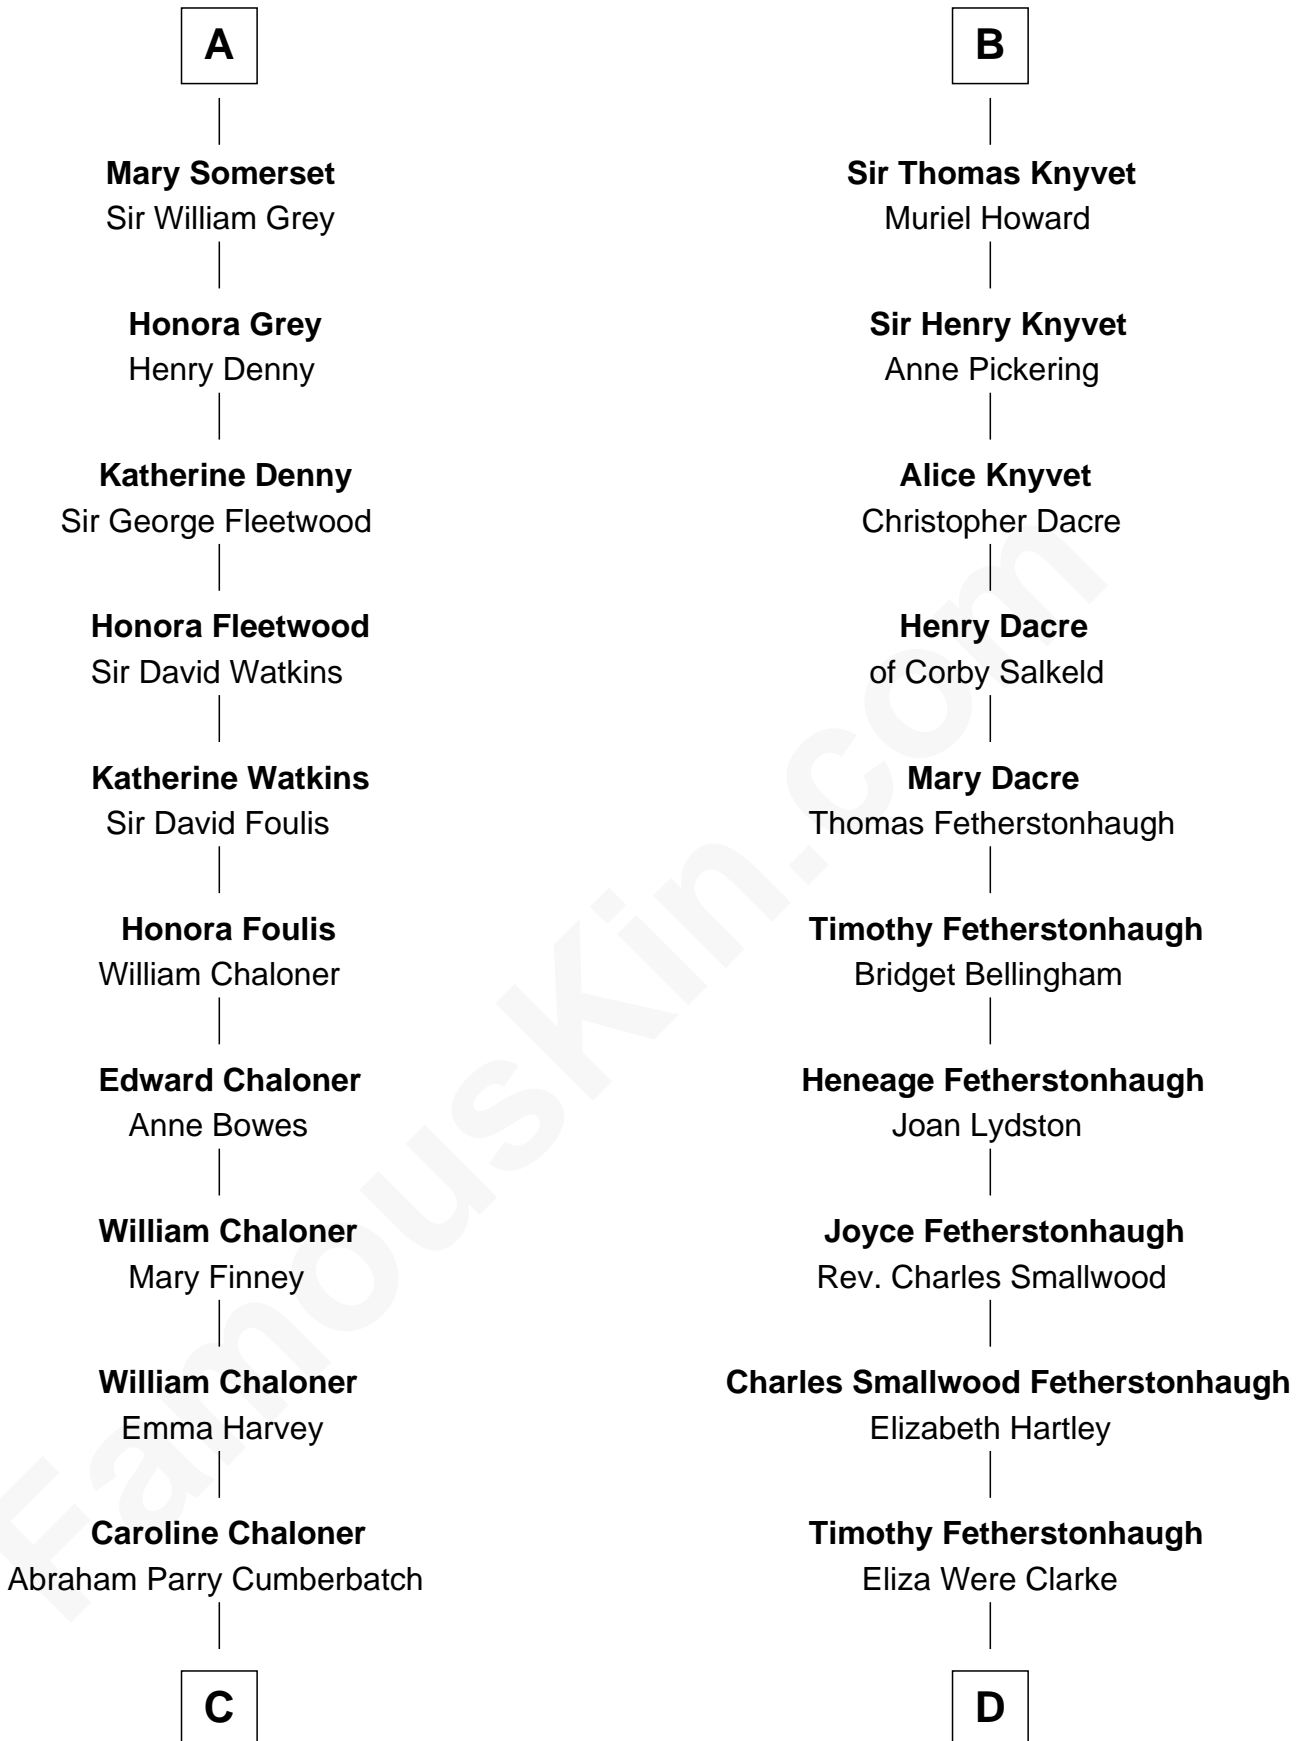 A
Mary Somerset
Sir William Grey
Honora Grey
Henry Denny
Katherine Denny
Sir George Fleetwood
Honora Fleetwood
Sir David Watkins
Katherine Watkins
Sir David Foulis
Honora Foulis
William Chaloner
Edward Chaloner
Anne Bowes
William Chaloner
Mary Finney
William Chaloner
Emma Harvey
Caroline Chaloner
Abraham Parry Cumberbatch
C
B
Sir Thomas Knyvet
Muriel Howard
Sir Henry Knyvet
Anne Pickering
Alice Knyvet
Christopher Dacre
Henry Dacre
of Corby Salkeld
Mary Dacre
Thomas Fetherstonhaugh
Timothy Fetherstonhaugh
Bridget Bellingham
Heneage Fetherstonhaugh
Joan Lydston
Joyce Fetherstonhaugh
Rev. Charles Smallwood
Charles Smallwood Fetherstonhaugh
Elizabeth Hartley
Timothy Fetherstonhaugh
Eliza Were Clarke
D
FamousKin.com